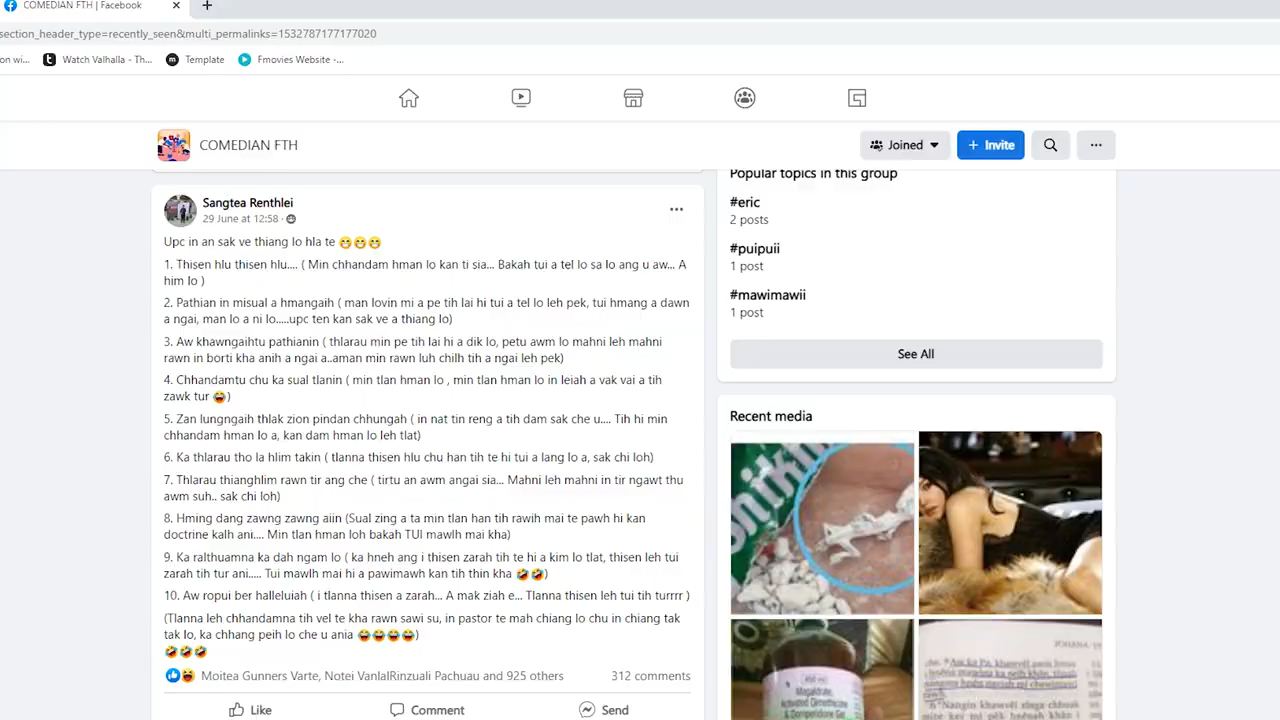 COMEDIAN FTH | Facebook
section_header_type=recently_seen&multi_permalinks=1532787177177020
on wi...
Watch Valhalla - Th...
Template
Fmovies Website -...
COMEDIAN FTH
Joined
+ Invite
Sangtea Renthlei
29 June at 12:58
Upc in an sak ve thiang lo hla te 😁😁😁
1. Thisen hlu thisen hlu.... ( Min chhandam hman lo kan ti sia... Bakah tui a tel lo sa lo ang u aw... A
him lo )
2. Pathian in misual a hmangaih ( man lovin mi a pe tih lai hi tui a tel lo leh pek, tui hmang a dawn
a ngai, man lo a ni lo.....upc ten kan sak ve a thiang lo)
3. Aw khawngaihtu pathianin ( thlarau min pe tih lai hi a dik lo, petu awm lo mahni leh mahni
rawn in borti kha anih a ngai a..aman min rawn luh chilh tih a ngai leh pek)
4. Chhandamtu chu ka sual tlanin ( min tlan hman lo , min tlan hman lo in leiah a vak vai a tih
zawk tur 😂)
5. Zan lungngaih thlak zion pindan chhungah ( in nat tin reng a tih dam sak che u.... Tih hi min
chhandam hman lo a, kan dam hman lo leh tlat)
6. Ka thlarau tho la hlim takin ( tlanna thisen hlu chu han tih te hi tui a lang lo a, sak chi loh)
7. Thlarau thianghlim rawn tir ang che ( tirtu an awm angai sia... Mahni leh mahni in tir ngawt thu
awm suh.. sak chi loh)
8. Hming dang zawng zawng aiin (Sual zing a ta min tlan han tih rawih mai te pawh hi kan
doctrine kalh ani.... Min tlan hman loh bakah TUI mawlh mai kha)
9. Ka ralthuamna ka dah ngam lo ( ka hneh ang i thisen zarah tih te hi a kim lo tlat, thisen leh tui
zarah tih tur ani..... Tui mawlh mai hi a pawimawh kan tih thin kha 🤣🤣)
10. Aw ropui ber halleluiah ( i tlanna thisen a zarah... A mak ziah e... Tlanna thisen leh tui tih turrrr )
(Tlanna leh chhandamna tih vel te kha rawn sawi su, in pastor te mah chiang lo chu in chiang tak
tak lo, ka chhang peih lo che u ania 😂😂😂😂)
🤣🤣🤣
Moitea Gunners Varte, Notei VanlalRinzuali Pachuau and 925 others
312 comments
Like
Comment
Send
Popular topics in this group
#eric
2 posts
#puipuii
1 post
#mawimawii
1 post
See All
Recent media